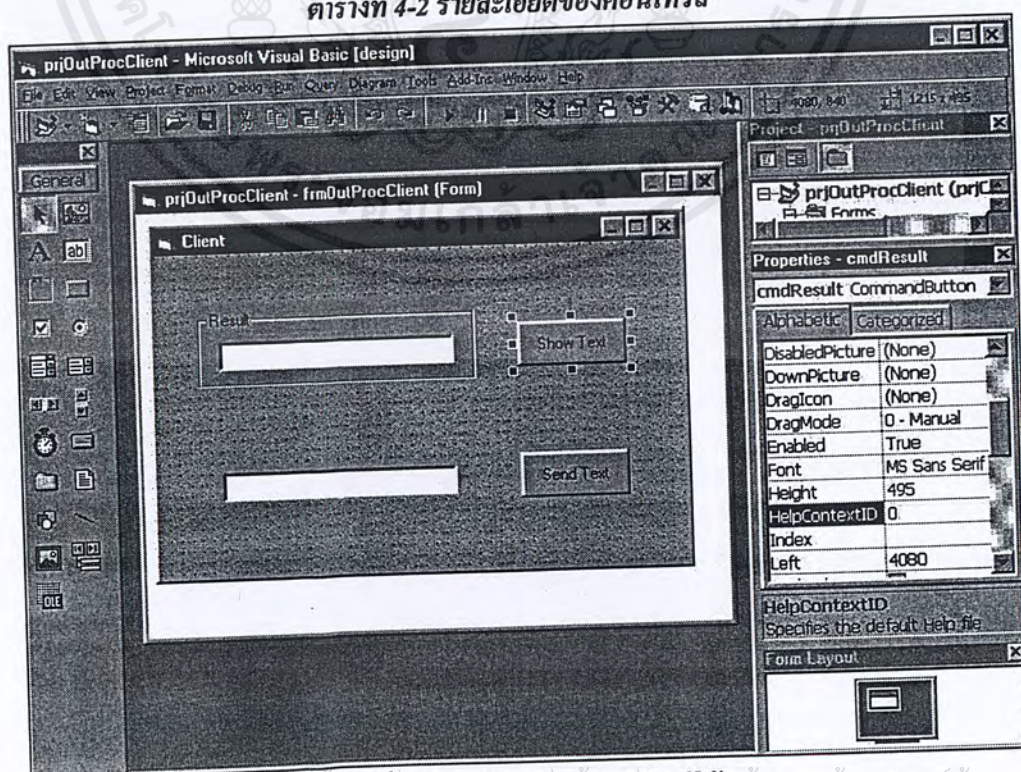 ตารางที่ 4-2 รายละเอียดของคอนโทรล
prjOutProcClient - Microsoft Visual Basic [design]
File Edit View Project Format Debug Run Query Diagram Tools Add-Ins Window Help
4080, 840 1215 x 495
General
A ab|
OLE
prjOutProcClient - frmOutProcClient (Form)
Client
Result
Show Text
Send Text
Project - prjOutProcClient
prjOutProcClient (prjC
Forms
Properties - cmdResult
cmdResult CommandButton
Alphabetic Categorized
DisabledPicture (None)
DownPicture (None)
DragIcon (None)
DragMode 0 - Manual
Enabled True
Font MS Sans Serif
Height 495
HelpContextID 0
Index
Left 4080
HelpContextID
Specifies the default Help file
Form Layout